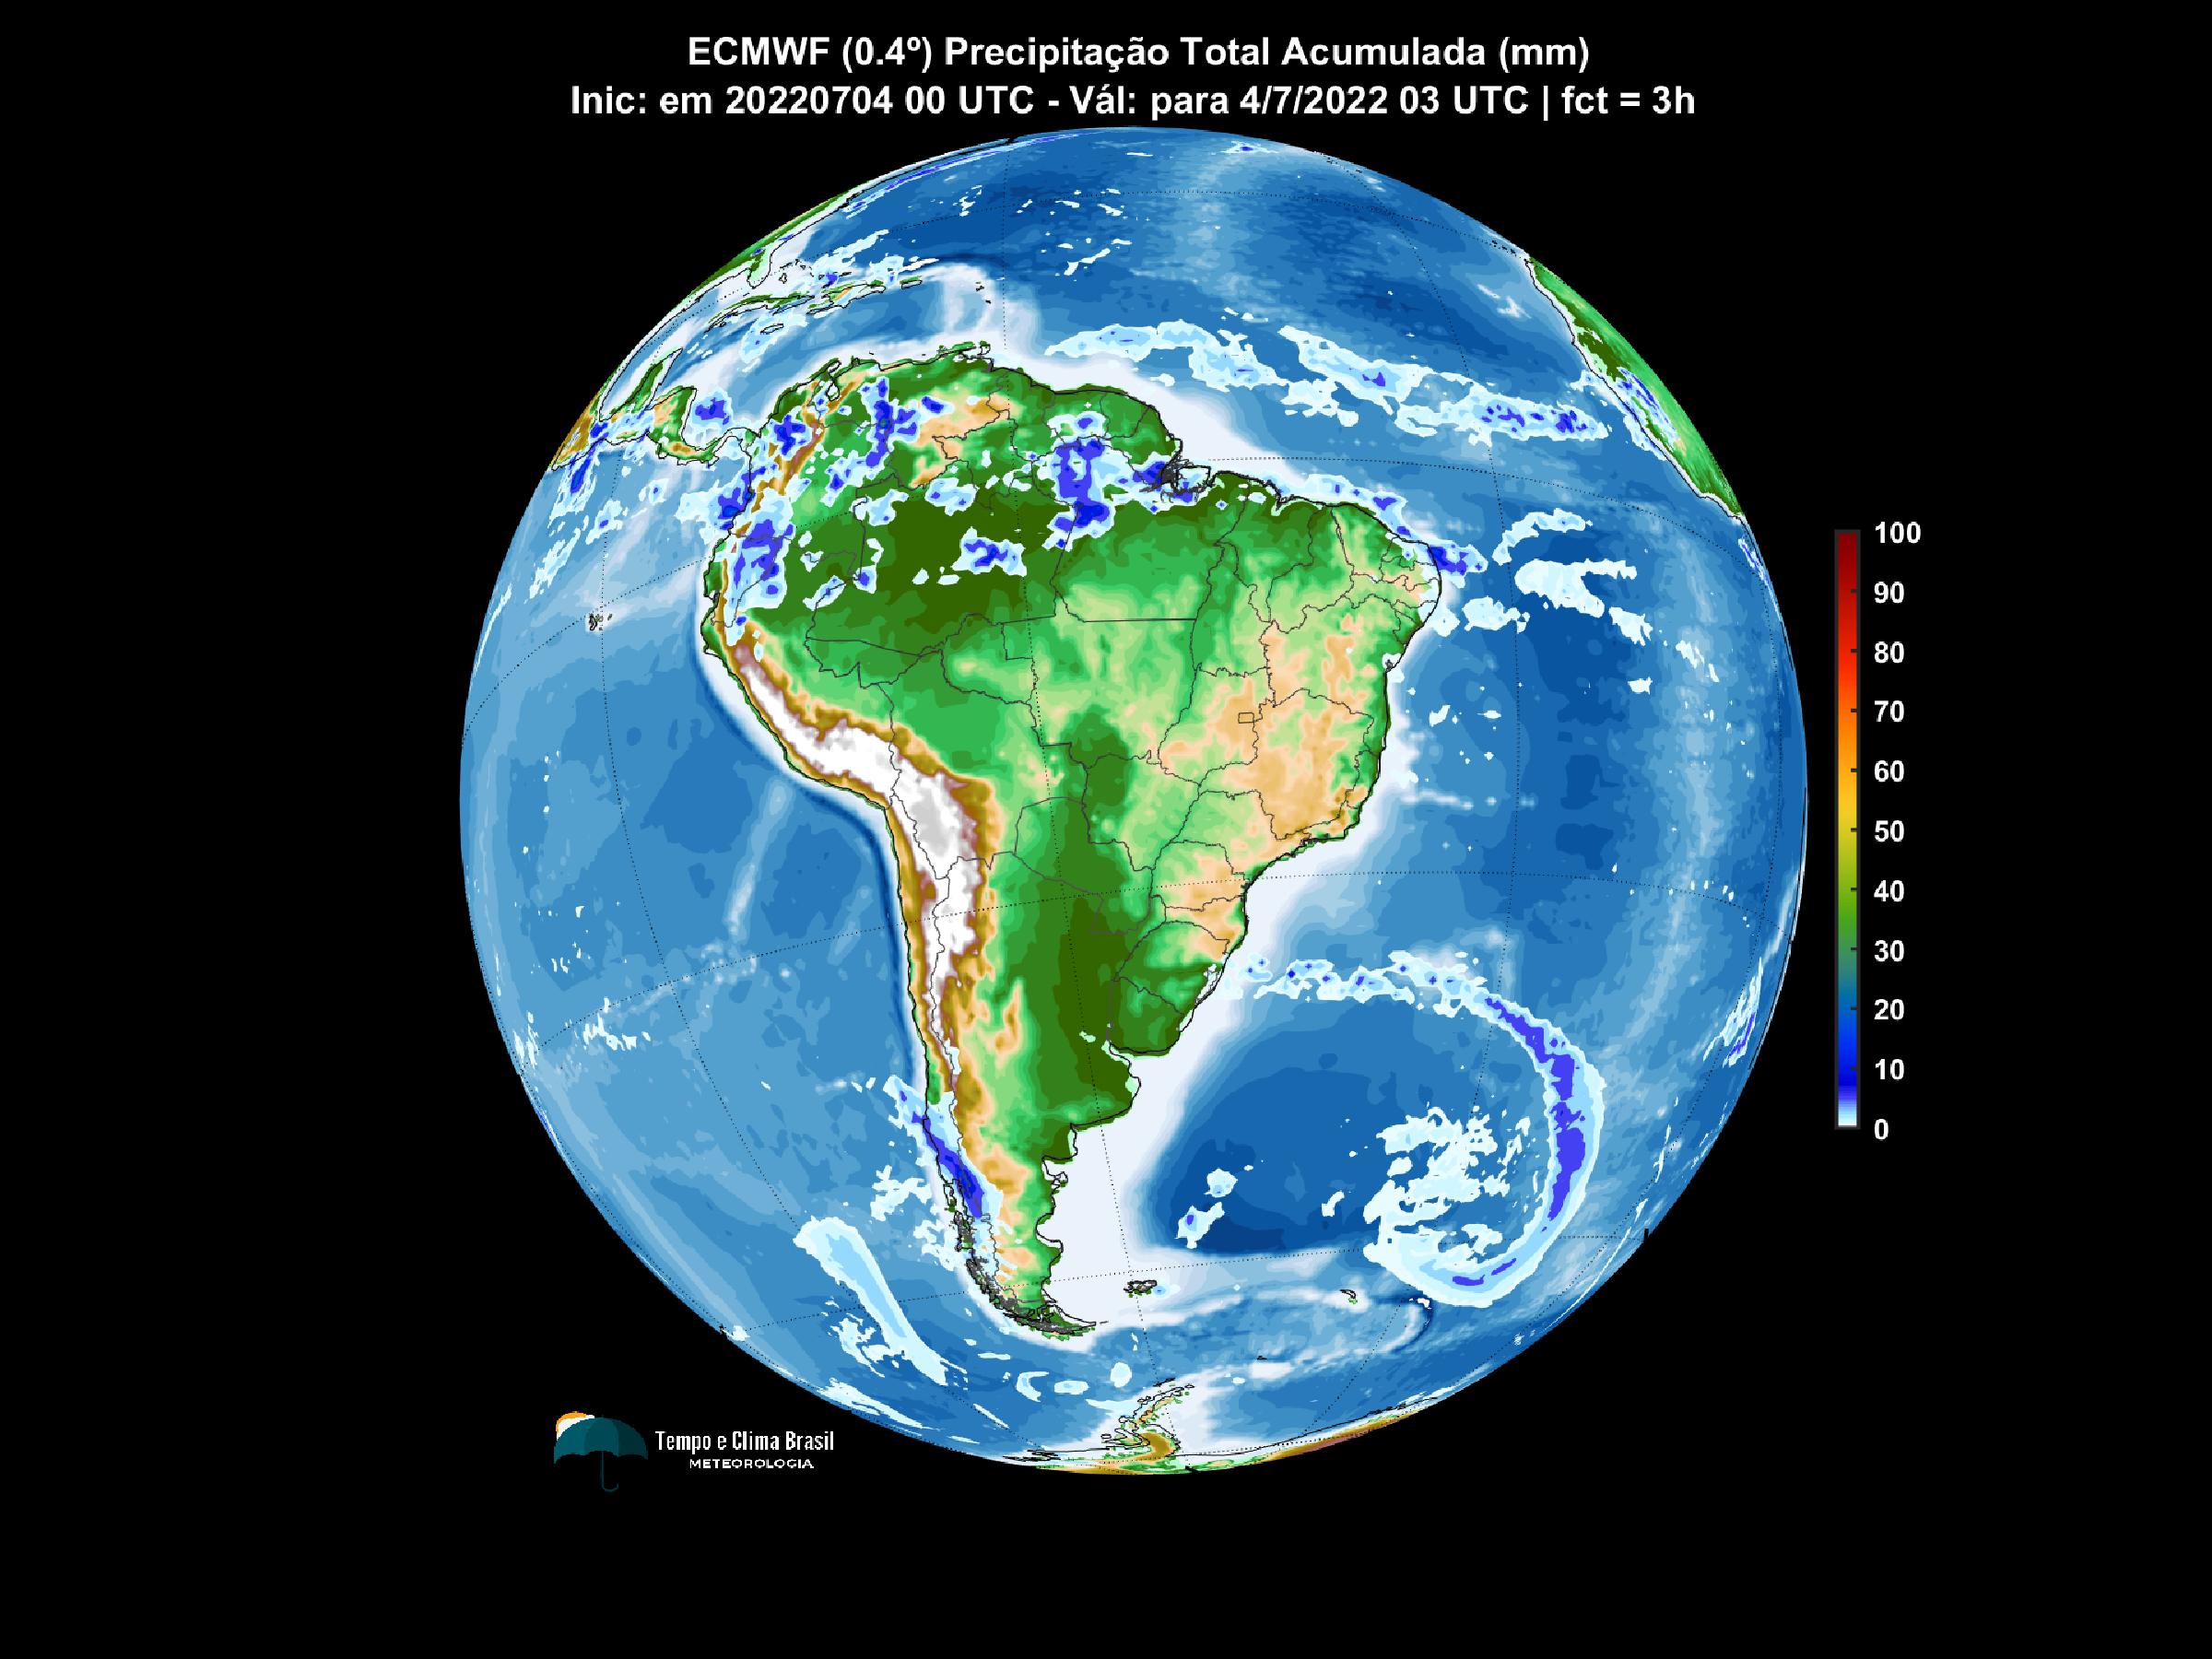 ECMWF (0.4º) Precipitação Total Acumulada (mm)
Inic: em 20220704 00 UTC - Vál: para 4/7/2022 03 UTC | fct = 3h
100
90
80
70
60
50
40
30
20
10
0
Tempo e Clima Brasil
METEOROLOGIA